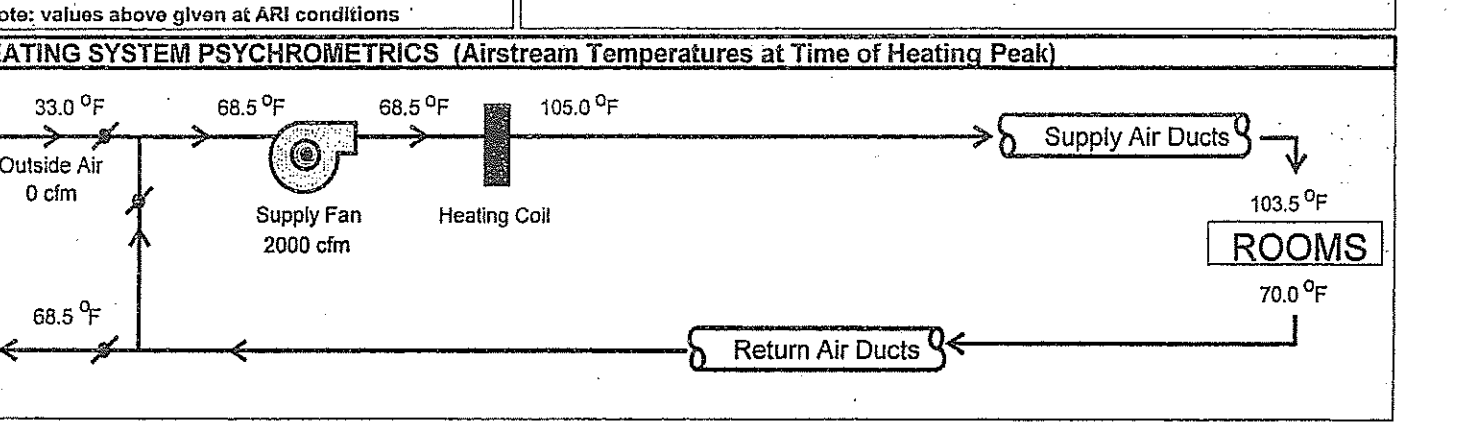 ote: values above given at ARI conditions
EATING SYSTEM PSYCHROMETRICS (Airstream Temperatures at Time of Heating Peak)
33.0 °F
68.5 °F
68.5 °F
105.0 °F
Outside Air
0 cfm
Supply Fan
2000 cfm
Heating Coil
Supply Air Ducts
103.5 °F
ROOMS
70.0 °F
68.5 °F
Return Air Ducts